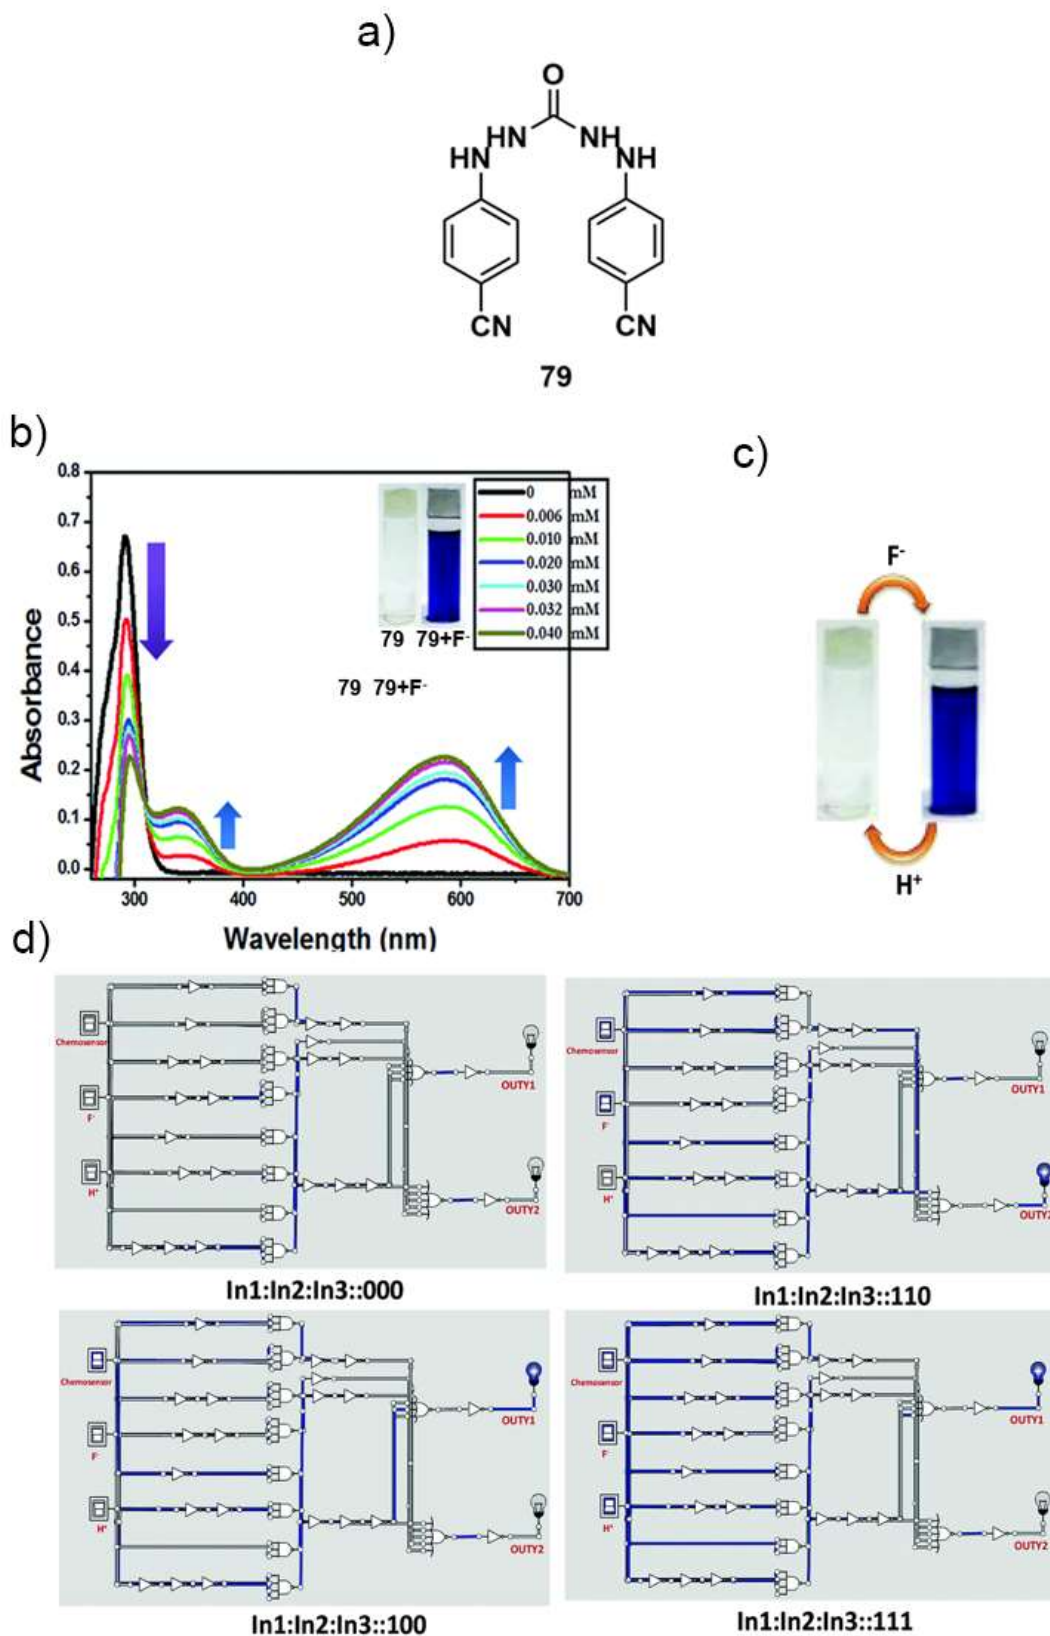 a)
O
HN HN NH NH
CN CN
79
b)
0.8
0.7
0.6
0.5
0.4
0.3
0.2
0.1
0.0
Absorbance
0 mM
0.006 mM
0.010 mM
0.020 mM
0.030 mM
0.032 mM
0.040 mM
79 79+F-
79 79+F-
300 400 500 600 700
Wavelength (nm)
c)
F-
H+
d)
Chemosensor
F-
H+
OUTY1
OUTY2
In1:In2:In3::000
Chemosensor
F-
H+
OUTY1
OUTY2
In1:In2:In3::110
Chemosensor
F-
H+
OUTY1
OUTY2
In1:In2:In3::100
Chemosensor
F-
H+
OUTY1
OUTY2
In1:In2:In3::111